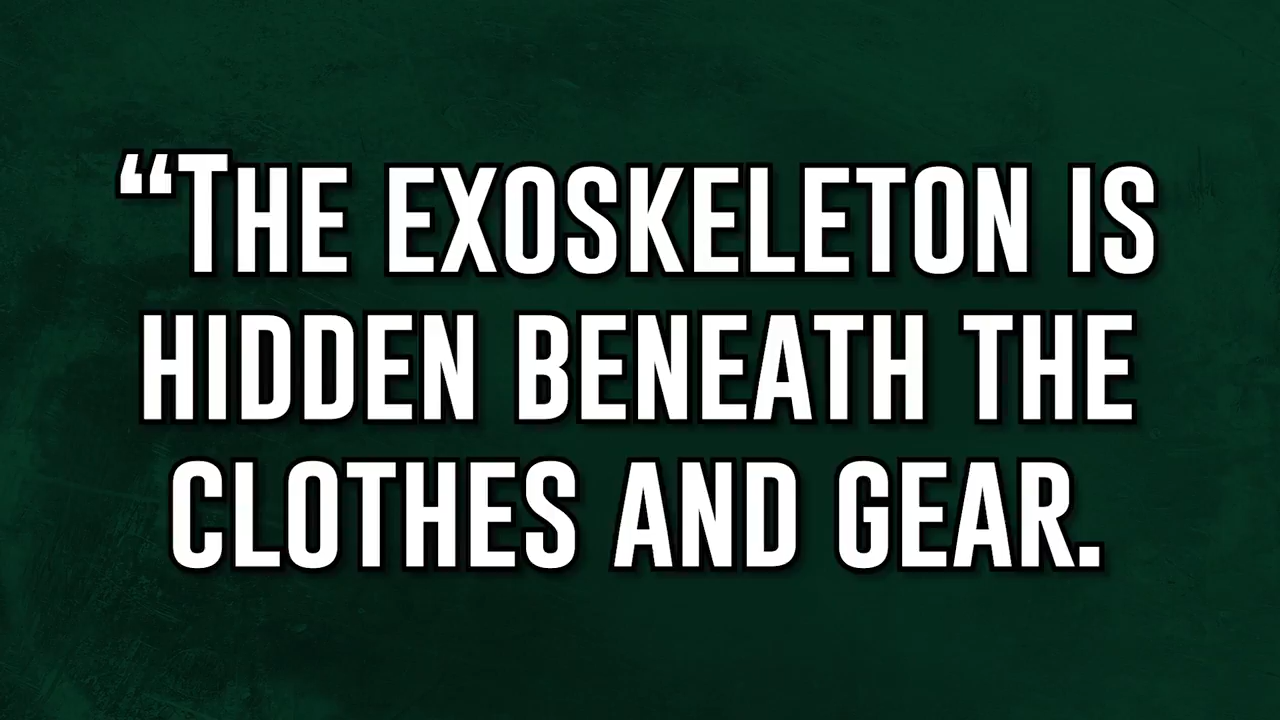 “The exoskeleton is
hidden beneath the
clothes and gear.